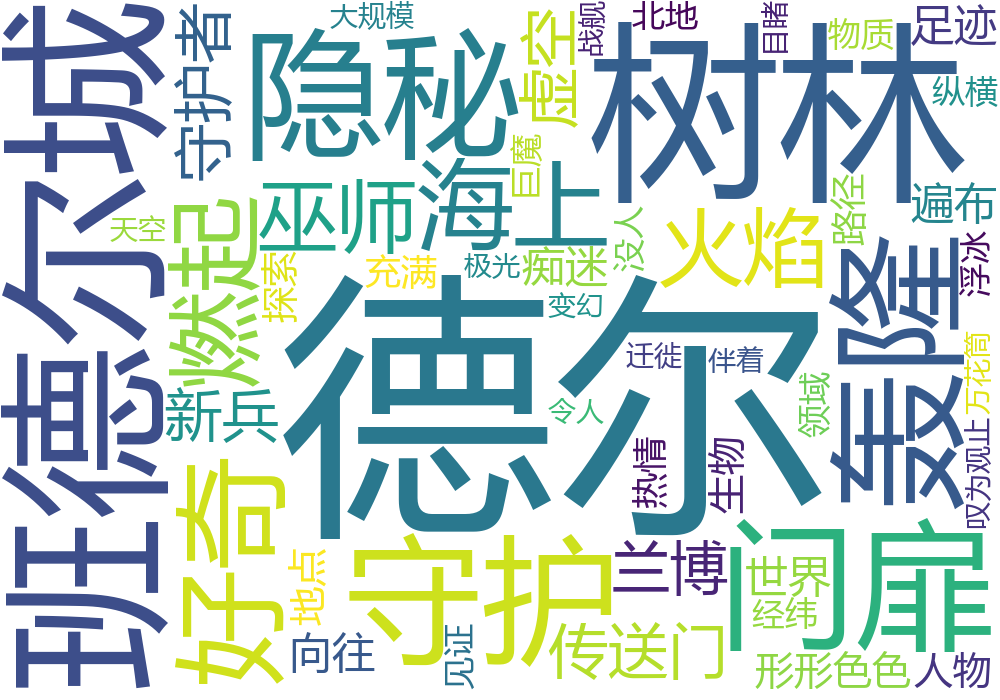 班德尔城
守护者
大规模
隐秘
虚空
战舰
北地
目睹
物质
足迹
树林
纵横
巫师
海上
巨魔
路径
遍布
天空
燃起
探索
充满
极光
痴迷
没人
火焰
浮冰
轰隆
变幻
德尔
迁徙
伴着
万花筒
新兵
令人
领域
热情
生物
叹为观止
好奇
地点
守护
兰博
门扉
世界
经纬
向往
见证
传送门
形形色色
人物